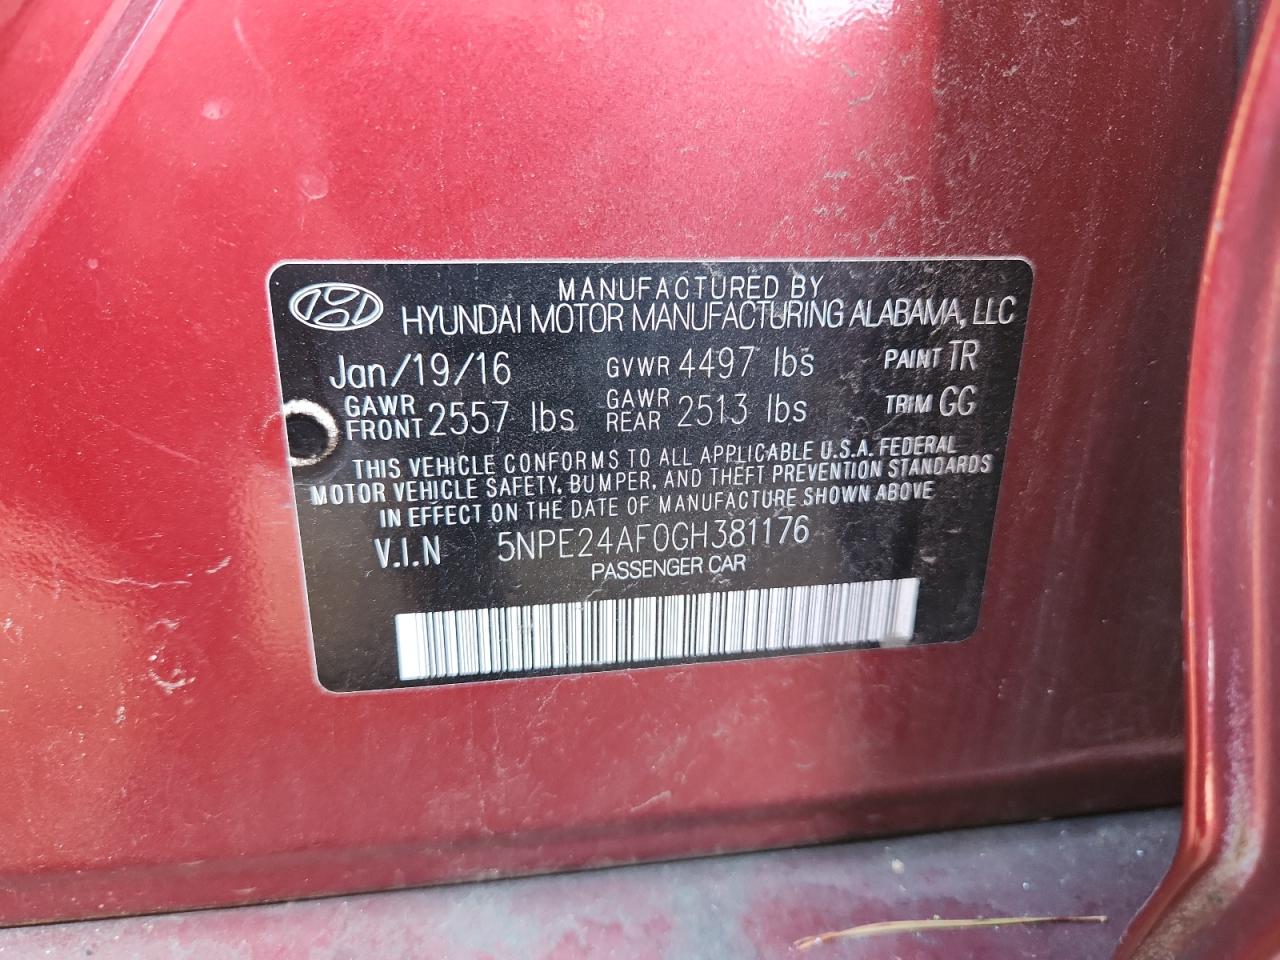 MANUFACTURED BY
HYUNDAI MOTOR MANUFACTURING ALABAMA, LLC
Jan/19/16 GVWR 4497 lbs PAINT TR
GAWR FRONT 2557 lbs GAWR REAR 2513 lbs TRIM GG
THIS VEHICLE CONFORMS TO ALL APPLICABLE U.S.A. FEDERAL
MOTOR VEHICLE SAFETY, BUMPER, AND THEFT PREVENTION STANDARDS
IN EFFECT ON THE DATE OF MANUFACTURE SHOWN ABOVE
V.I.N 5NPE24AF0GH381176
PASSENGER CAR